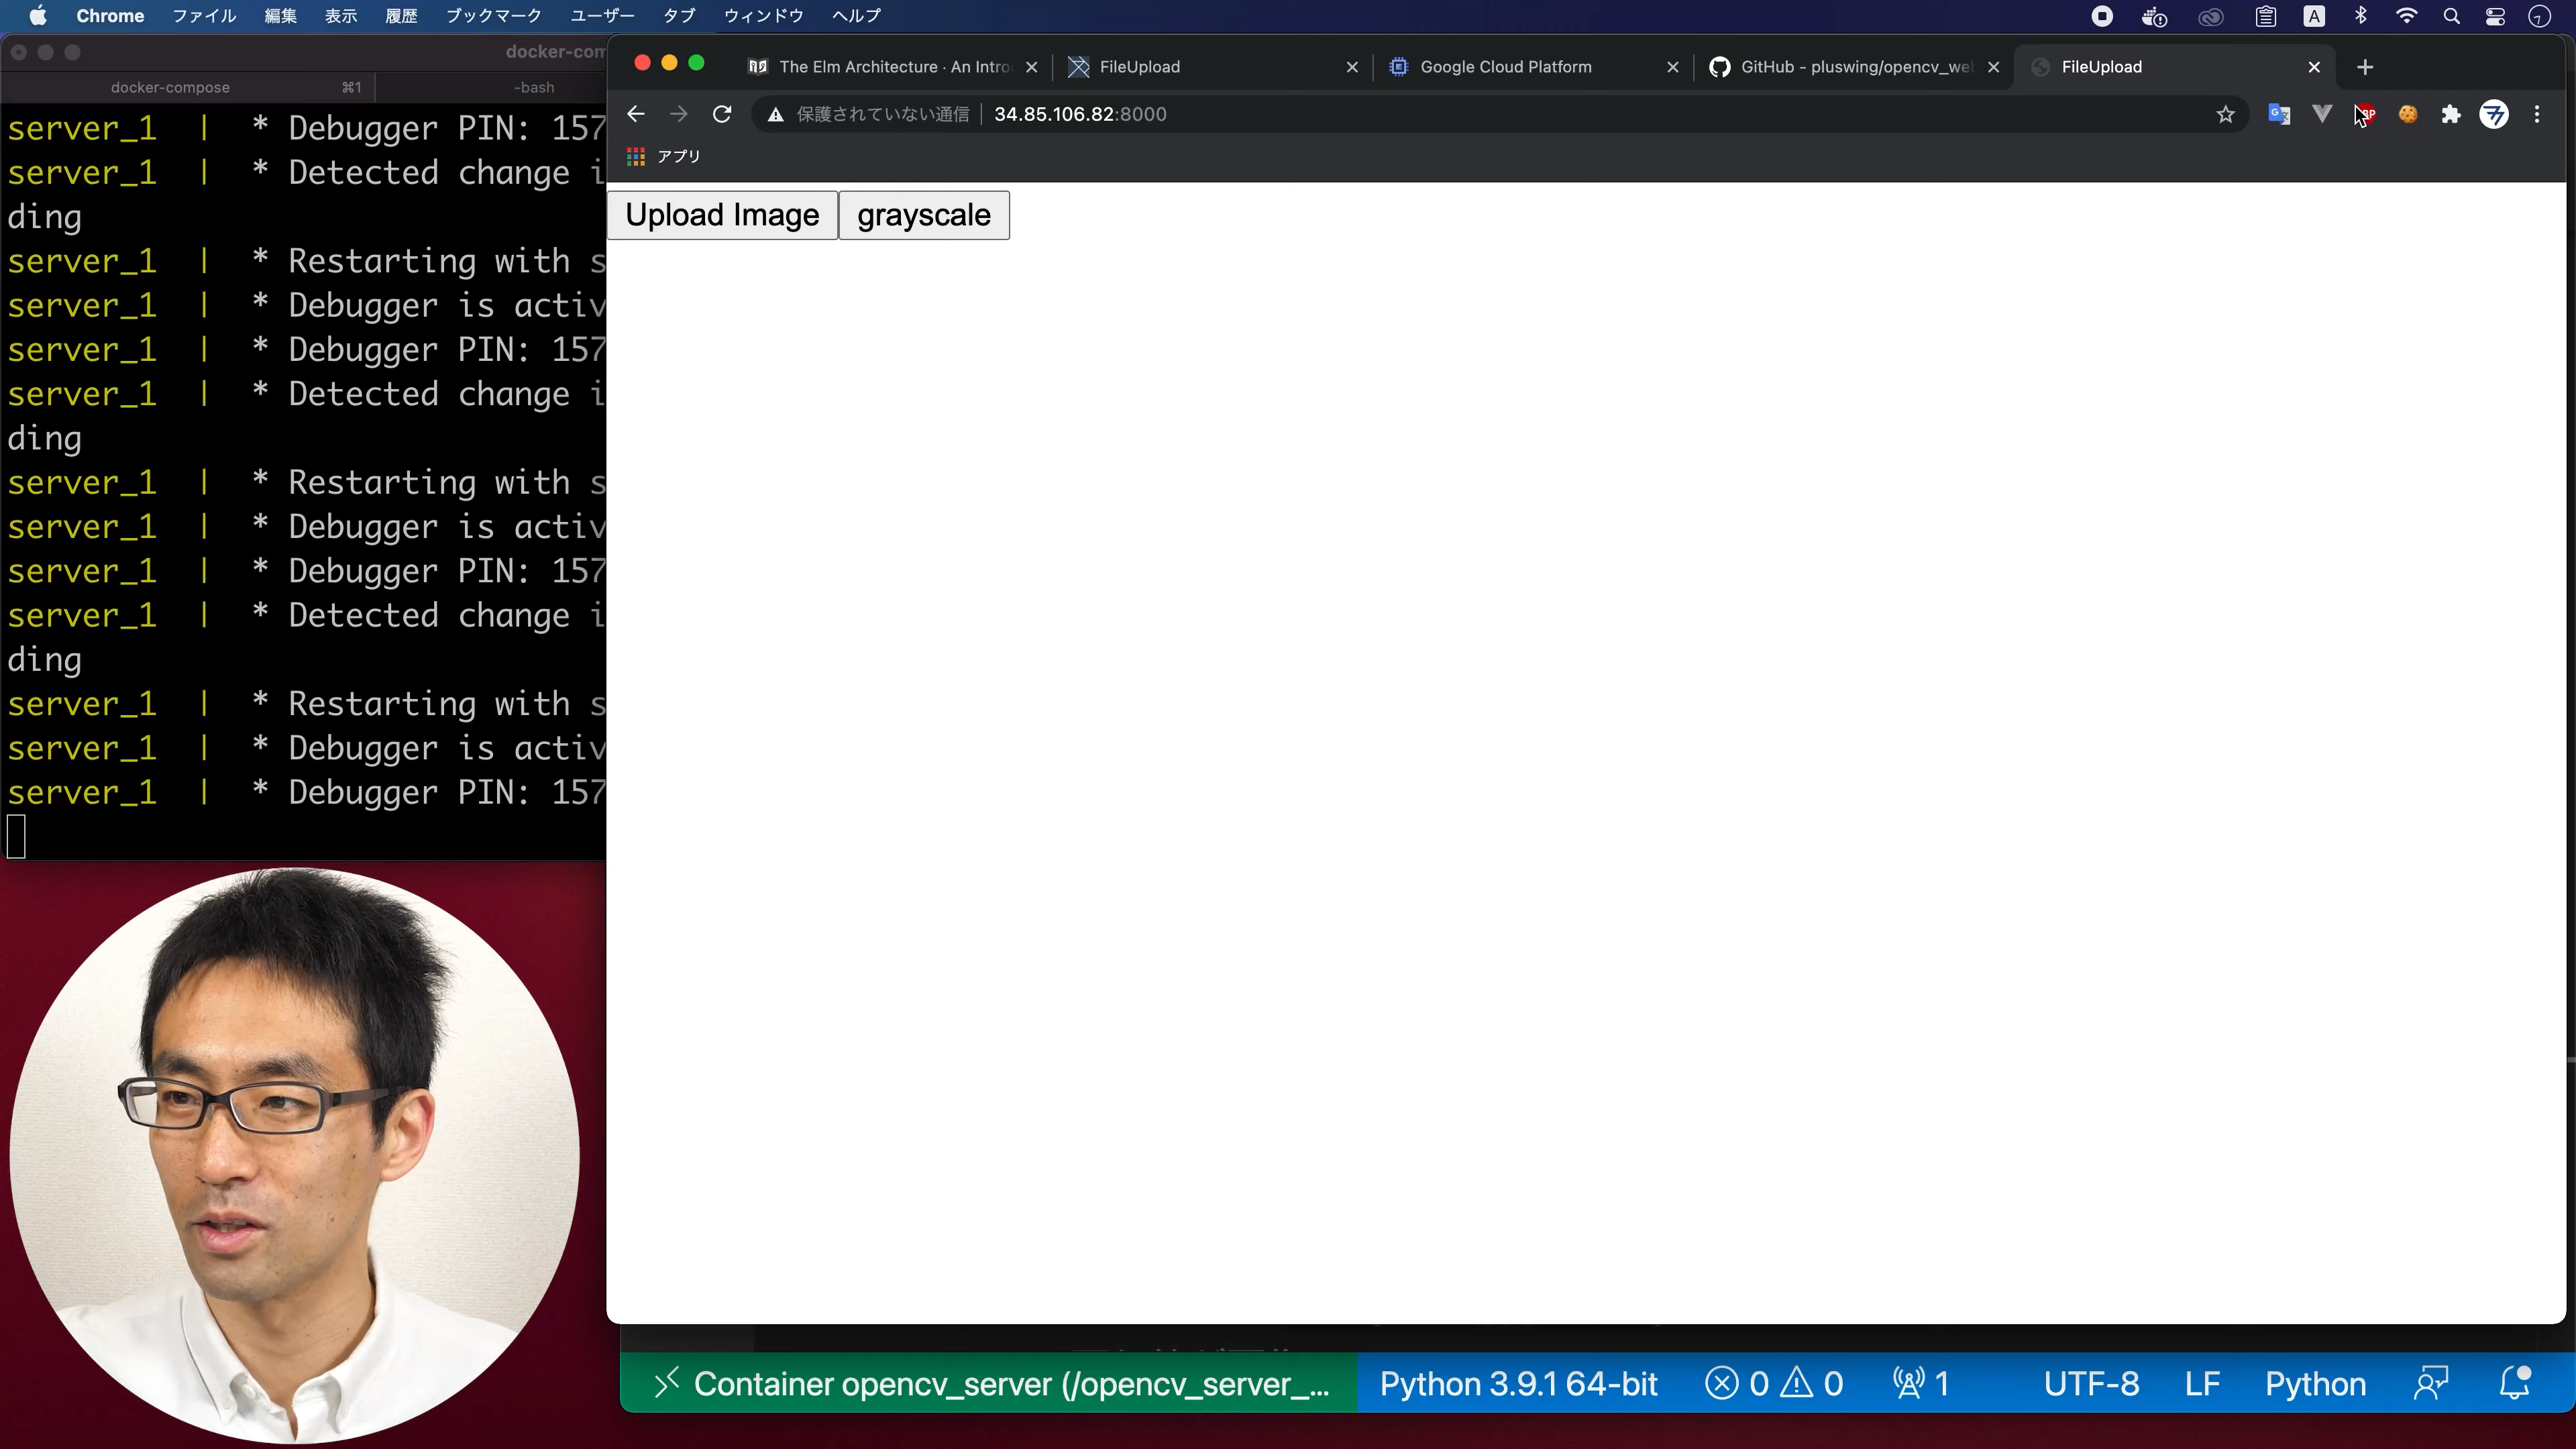 Chrome ファイル 編集 表示 履歴 ブックマーク ユーザー タブ ウィンドウ ヘルプ A
docker-com
docker-compose ⌘1 -bash
server_1 | * Debugger PIN: 157
server_1 | * Detected change i
ding
server_1 | * Restarting with s
server_1 | * Debugger is activ
server_1 | * Debugger PIN: 157
server_1 | * Detected change i
ding
server_1 | * Restarting with s
server_1 | * Debugger is activ
server_1 | * Debugger PIN: 157
server_1 | * Detected change i
ding
server_1 | * Restarting with s
server_1 | * Debugger is activ
server_1 | * Debugger PIN: 157
The Elm Architecture · An Intro FileUpload Google Cloud Platform GitHub - pluswing/opencv_we FileUpload
保護されていない通信 | 34.85.106.82:8000
アプリ
Upload Image grayscale
Container opencv_server (/opencv_server_... Python 3.9.1 64-bit 0 0 1 UTF-8 LF Python